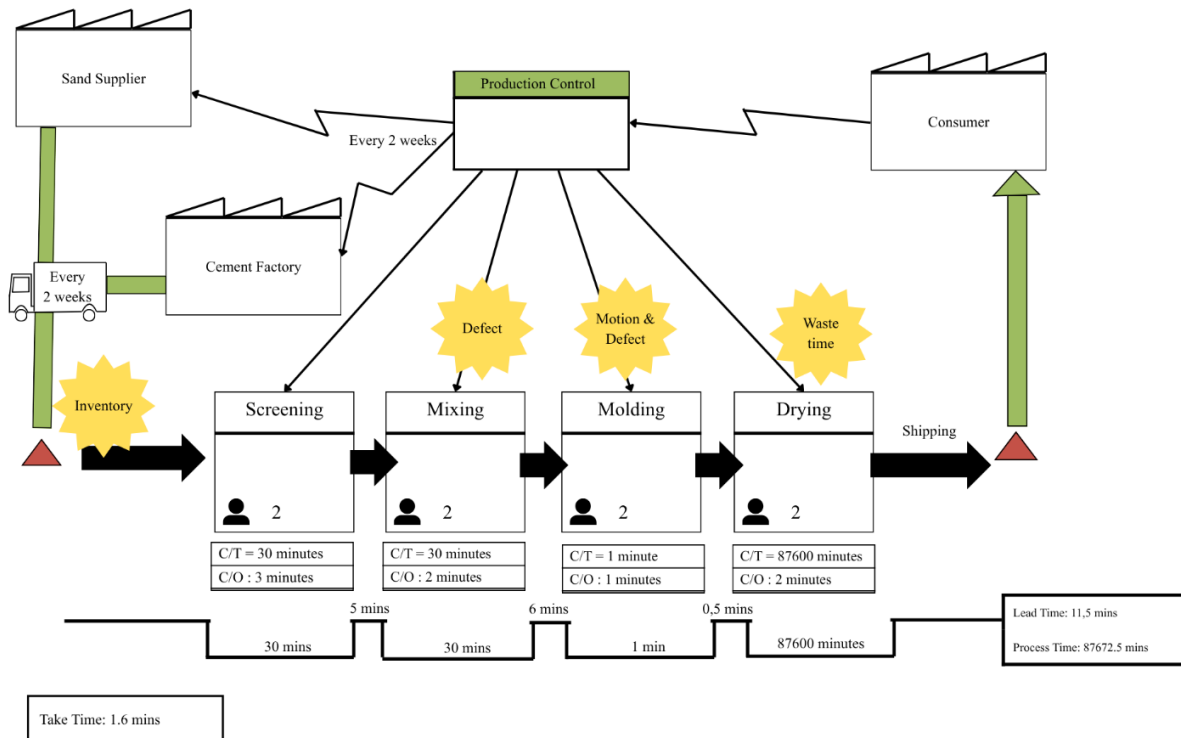 Sand Supplier
Production Control
Consumer
Every 2 weeks
Cement Factory
Every
2 weeks
Defect
Motion &
Defect
Waste
time
Inventory
Screening
Mixing
Molding
Drying
Shipping
2
2
2
2
C/T = 30 minutes
C/O : 3 minutes
C/T = 30 minutes
C/O : 2 minutes
C/T = 1 minute
C/O : 1 minutes
C/T = 87600 minutes
C/O : 2 minutes
5 mins
6 mins
0,5 mins
30 mins
30 mins
1 min
87600 minutes
Lead Time: 11,5 mins
Process Time: 87672.5 mins
Take Time: 1.6 mins